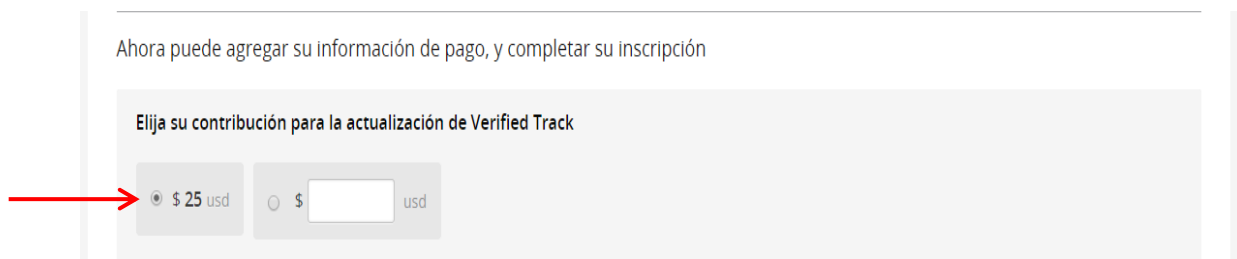 Ahora puede agregar su información de pago, y completar su inscripción
Elija su contribución para la actualización de Verified Track
$ 25 usd $ usd